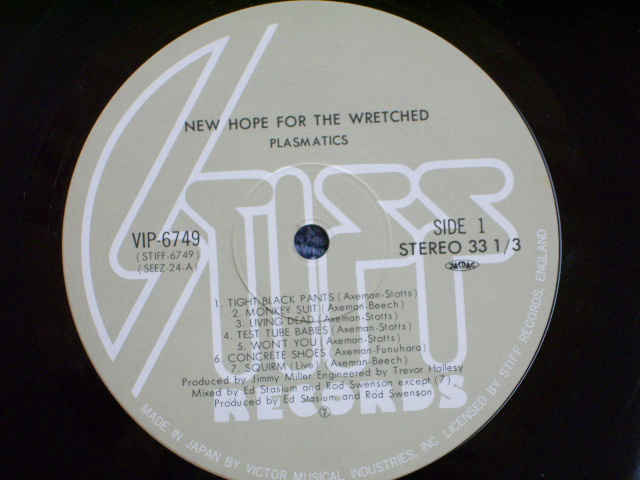 NEW HOPE FOR THE WRETCHED
PLASMATICS
STIFF
RECORDS
VIP-6749
(STIFF-6749)
(SEEZ-24-A)
SIDE 1
STEREO 33 1/3
JASRAC
1. TIGHT BLACK PANTS (Axeman-Stotts)
2. MONKEY SUIT (Axeman-Beech)
3. LIVING DEAD (Axeman-Stotts)
4. TEST TUBE BABIES (Axeman-Stotts)
5. WON'T YOU (Axeman-Stotts)
6. CONCRETE SHOES (Axeman-Funuhara)
7. SQUIRM (Live) (Axeman-Beech)
Produced by Jimmy Miller Engineered by Trevor Hallesy
Mixed by Ed Stasium and Rod Swenson except (7)
Produced by Ed Stasium and Rod Swenson
7
MADE IN JAPAN BY VICTOR MUSICAL INDUSTRIES, INC. LICENSED BY STIFF RECORDS, ENGLAND